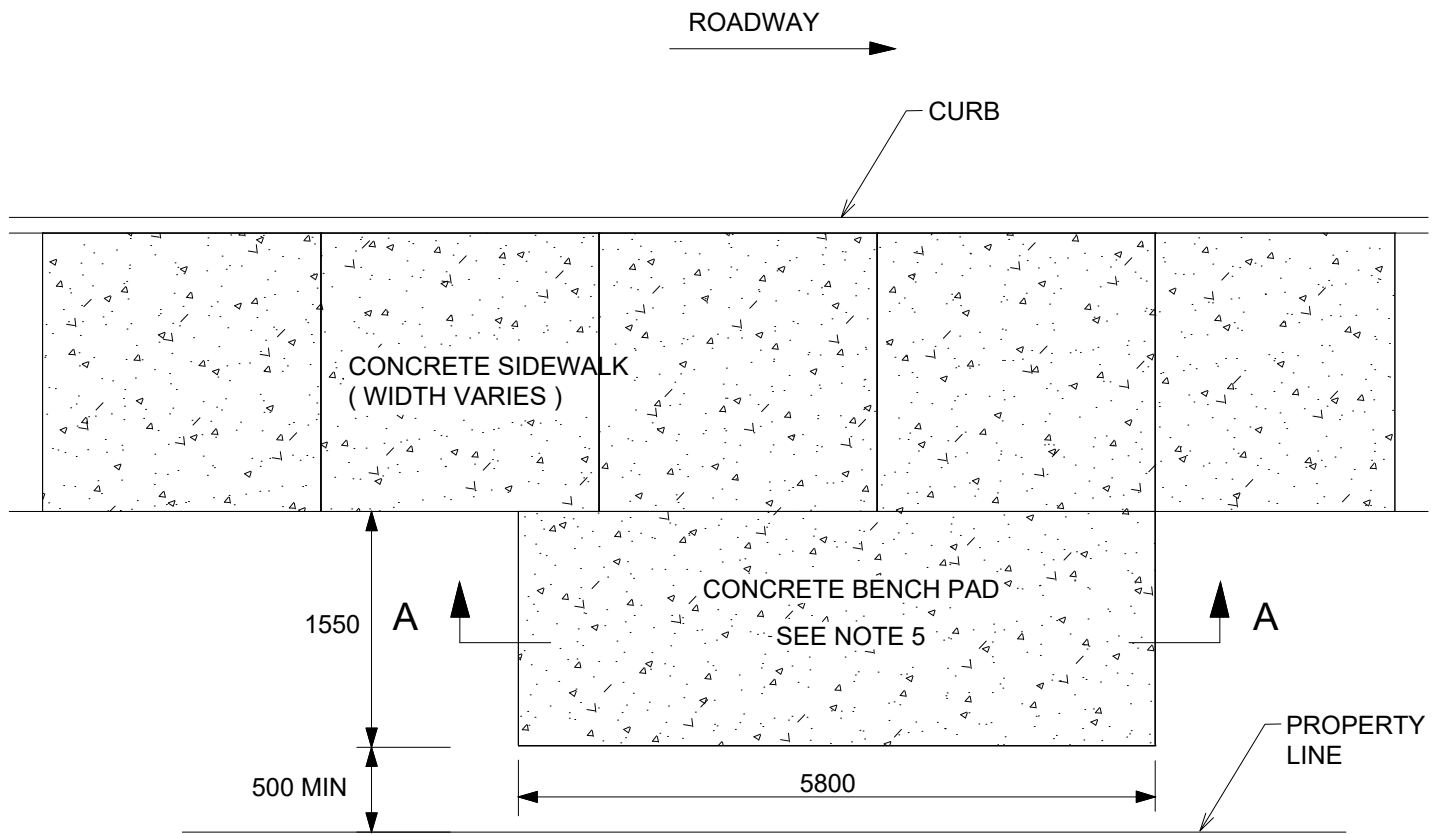 ROADWAY
CURB
CONCRETE SIDEWALK
( WIDTH VARIES )
CONCRETE BENCH PAD
SEE NOTE 5
1550
A
A
PROPERTY
LINE
500 MIN
5800